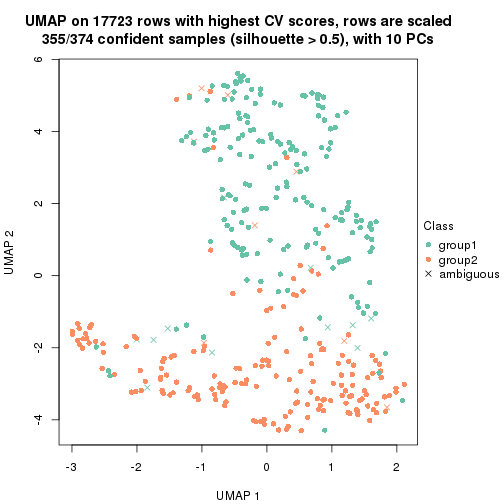 UMAP on 17723 rows with highest CV scores, rows are scaled
355/374 confident samples (silhouette > 0.5), with 10 PCs
6
4
2
0
-2
-4
UMAP 2
-3
-2
-1
0
1
2
UMAP 1
Class
group1
group2
ambiguous